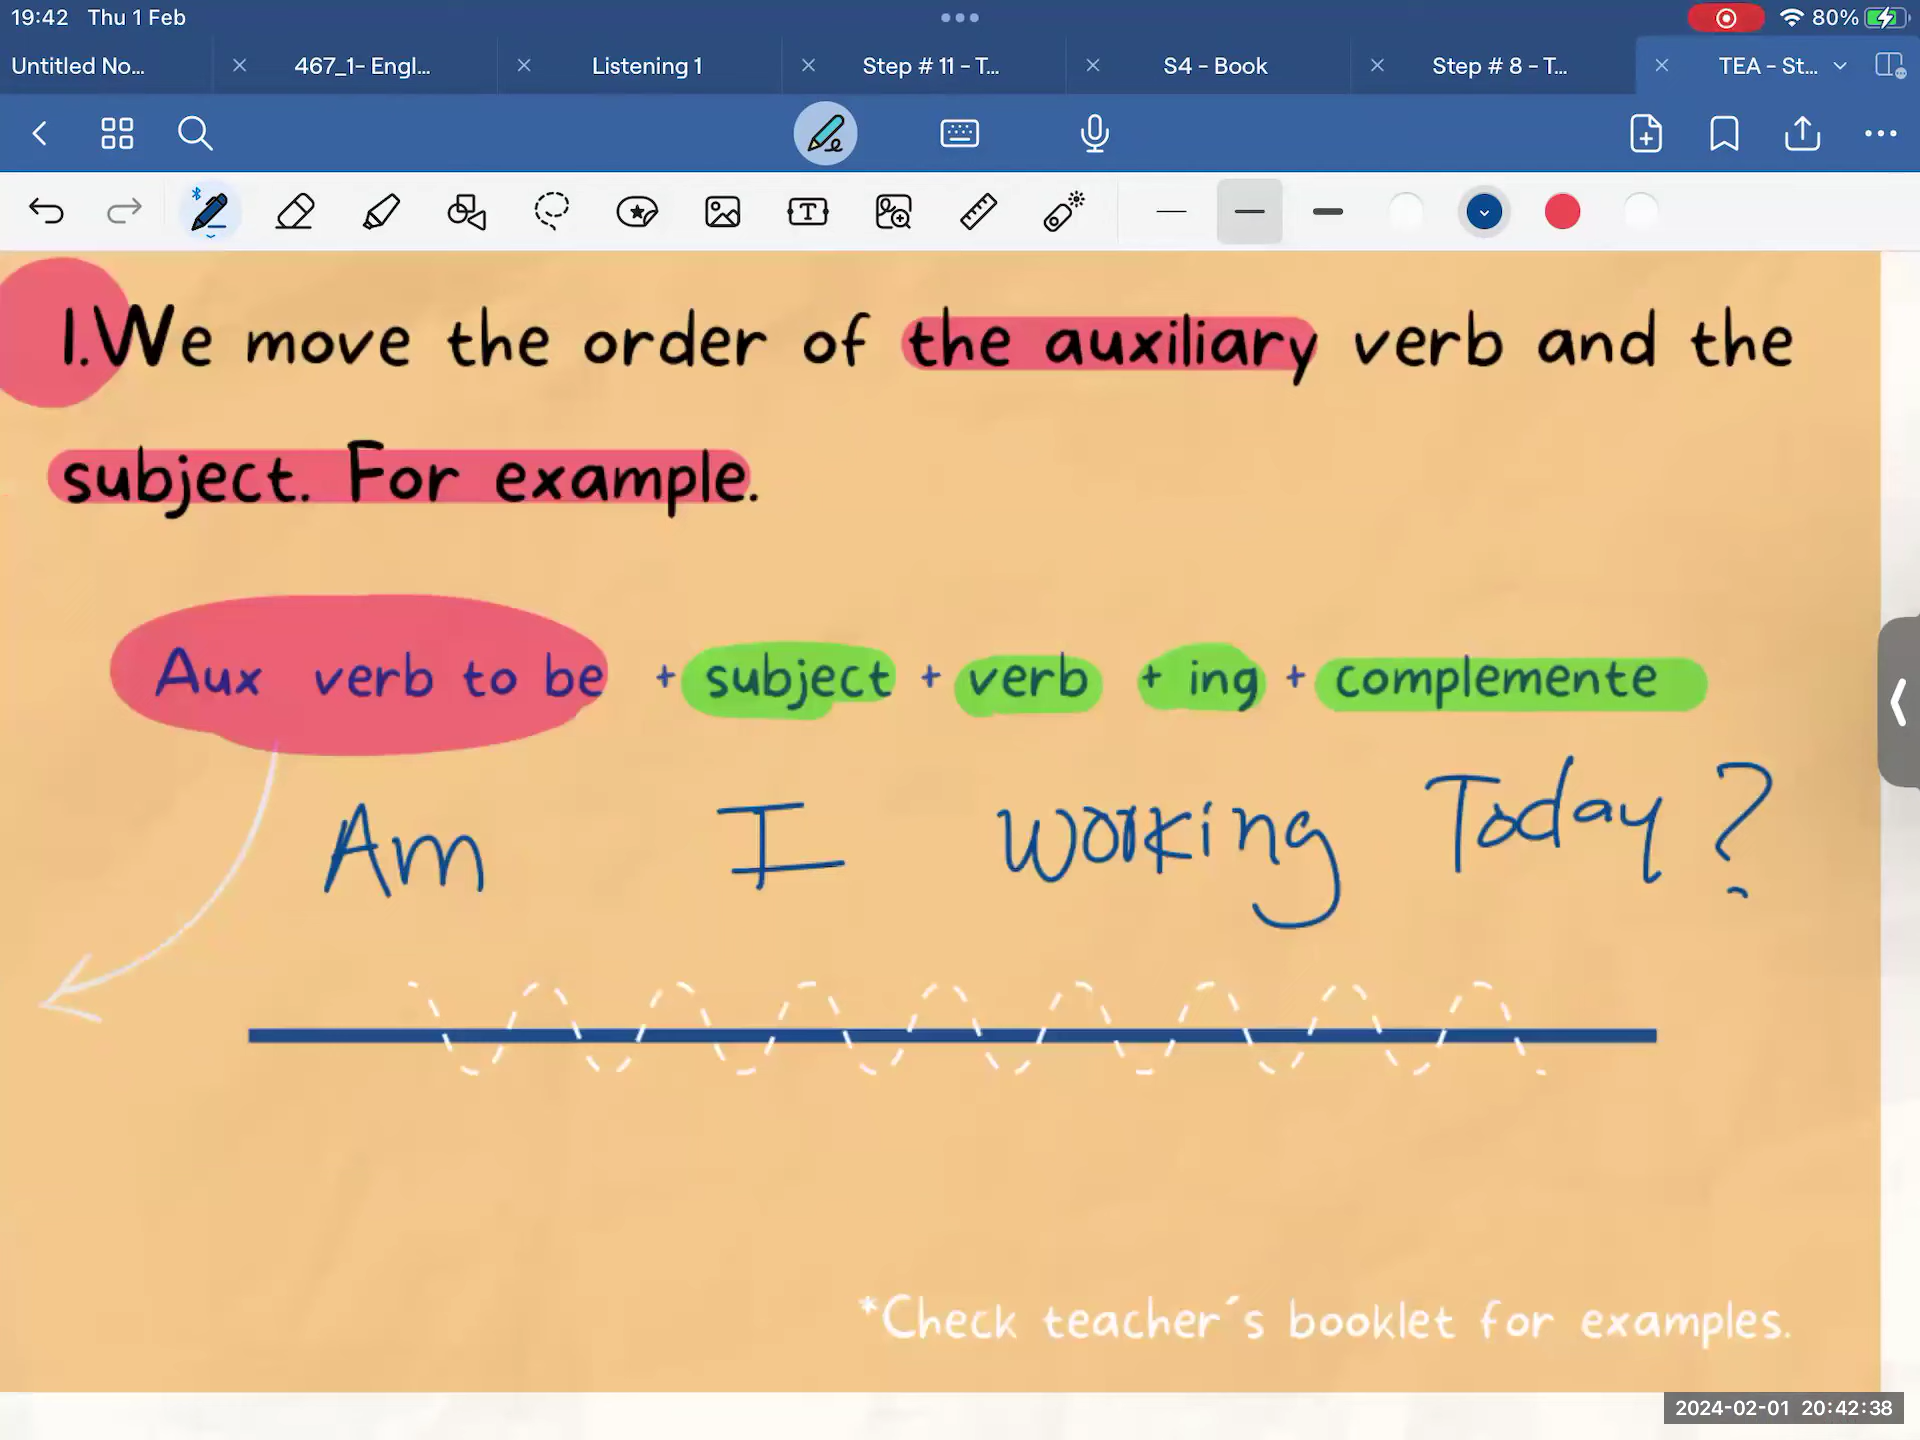 19:42 Thu 1 Feb
80%
Untitled No... 467_1- Engl... Listening 1 Step # 11 - T... S4 - Book Step # 8 - T... TEA - St...
1.We move the order of the auxiliary verb and the
subject. For example.
Aux verb to be + subject + verb + ing + complemente
Am I working Today ?
*Check teacher´s booklet for examples.
2024-02-01 20:42:38